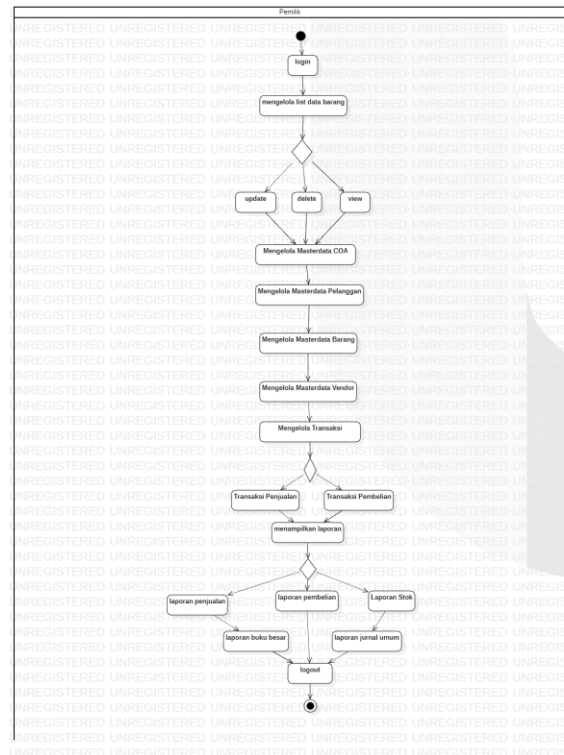 Pemilik
login
mengelola list data barang
update delete view
Mengelola Masterdata COA
Mengelola Masterdata Pelanggan
Mengelola Masterdata Barang
Mengelola Masterdata Vendor
Mengelola Transaksi
Transaksi Penjualan Transaksi Pembelian
menampilkan laporan
laporan penjualan laporan pembelian Laporan Stok
laporan buku besar laporan jurnal umum
logout